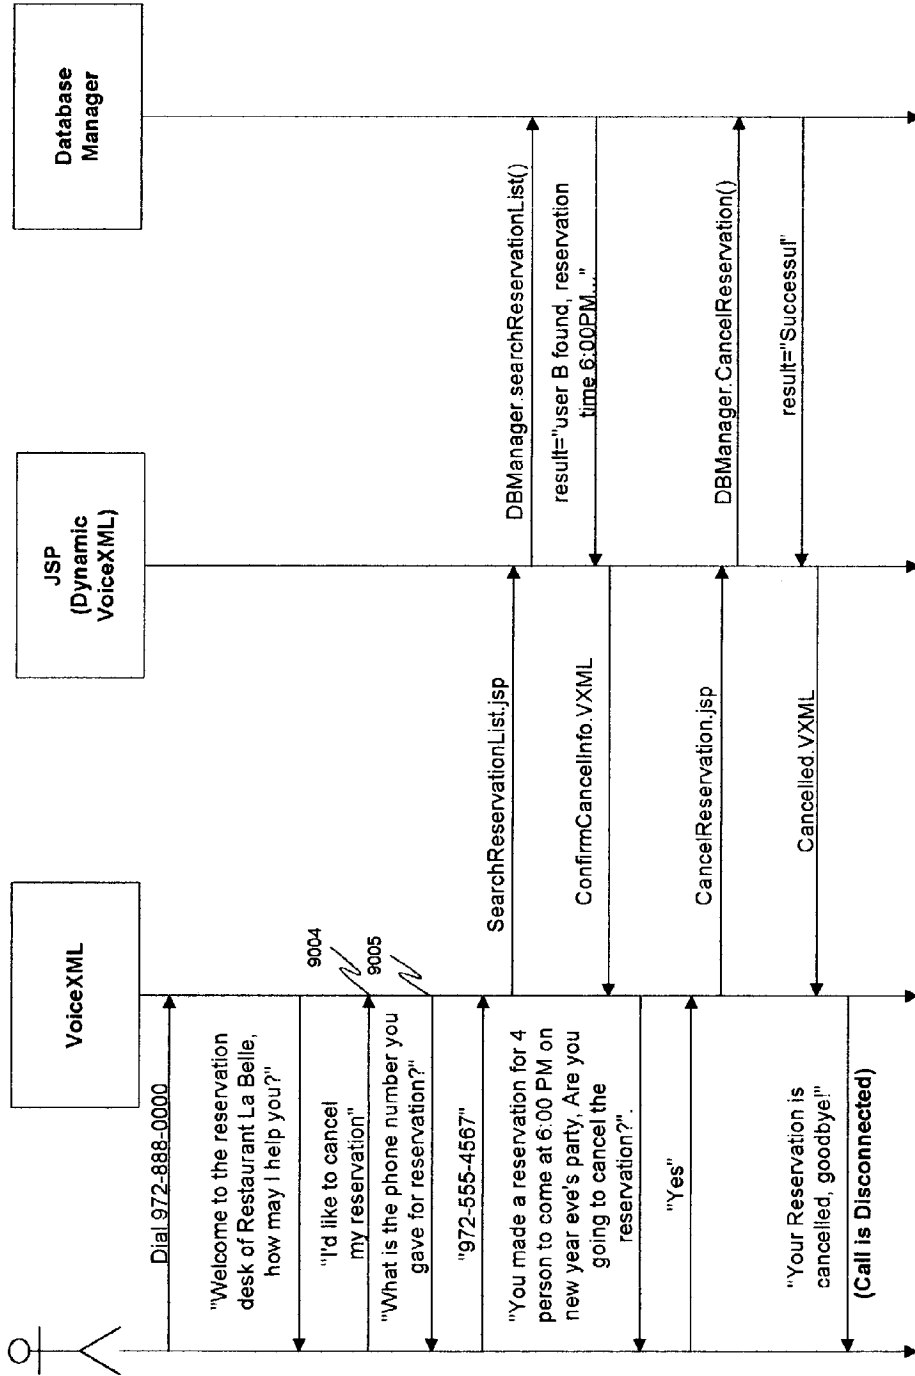 VoiceXML
JSP
(Dynamic
VoiceXML)
Database
Manager
Dial 972-888-0000
"Welcome to the reservation
desk of Restaurant La Belle,
how may I help you?"
"I'd like to cancel
my reservation"
9004
"What is the phone number you
gave for reservation?"
9005
"972-555-4567"
SearchReservationList.jsp
DBManager.searchReservationList()
result="user B found, reservation
time 6:00PM..."
ConfirmCancelInfo.VXML
"You made a reservation for 4
person to come at 6:00 PM on
new year eve's party, Are you
going to cancel the
reservation?".
"Yes"
CancelReservation.jsp
DBManager.CancelReservation()
result="Successul"
Cancelled.VXML
"Your Reservation is
cancelled, goodbye!"
(Call is Disconnected)